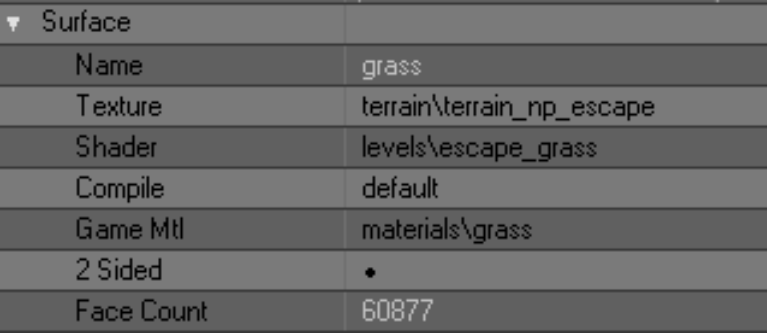 Surface
Name grass
Texture terrain\terrain_np_escape
Shader levels\escape_grass
Compile default
Game Mtl materials\grass
2 Sided •
Face Count 60877